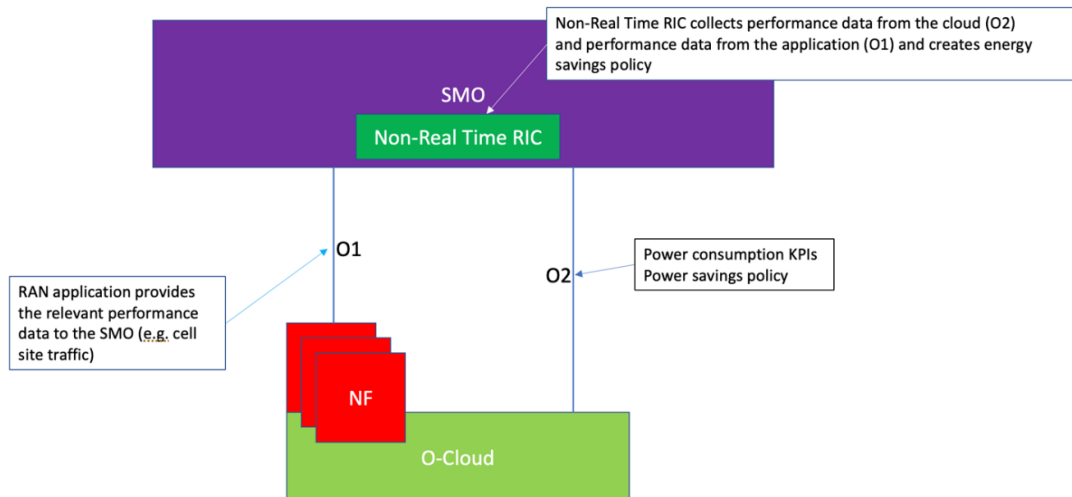 Non-Real Time RIC collects performance data from the cloud (O2)
and performance data from the application (O1) and creates energy
savings policy
SMO
Non-Real Time RIC
O1
O2
Power consumption KPIs
Power savings policy
RAN application provides
the relevant performance
data to the SMO (e.g. cell
site traffic)
NF
O-Cloud